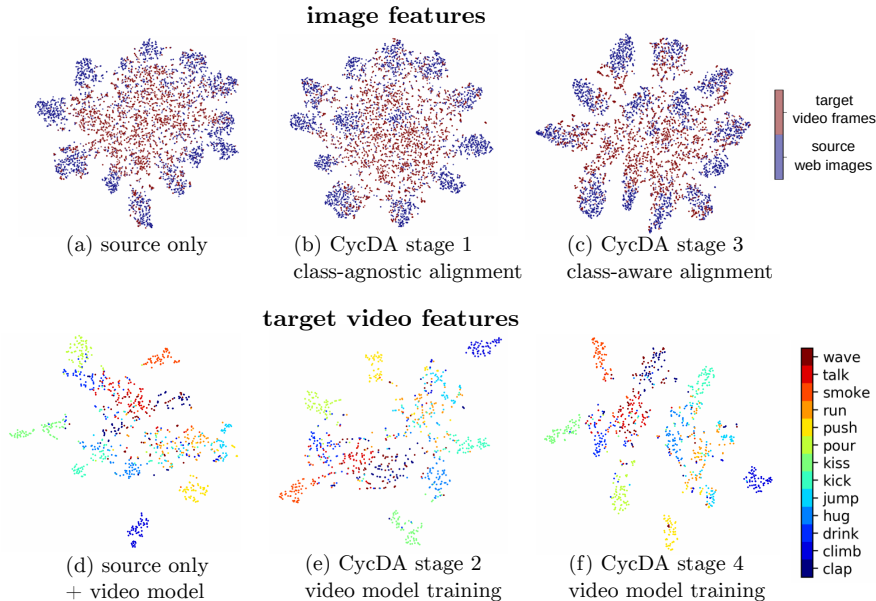 image features
target
video frames
source
web images
(a) source only
(b) CycDA stage 1
class-agnostic alignment
(c) CycDA stage 3
class-aware alignment
target video features
wave
talk
smoke
run
push
pour
kiss
kick
jump
hug
drink
climb
clap
(d) source only
+ video model
(e) CycDA stage 2
video model training
(f) CycDA stage 4
video model training